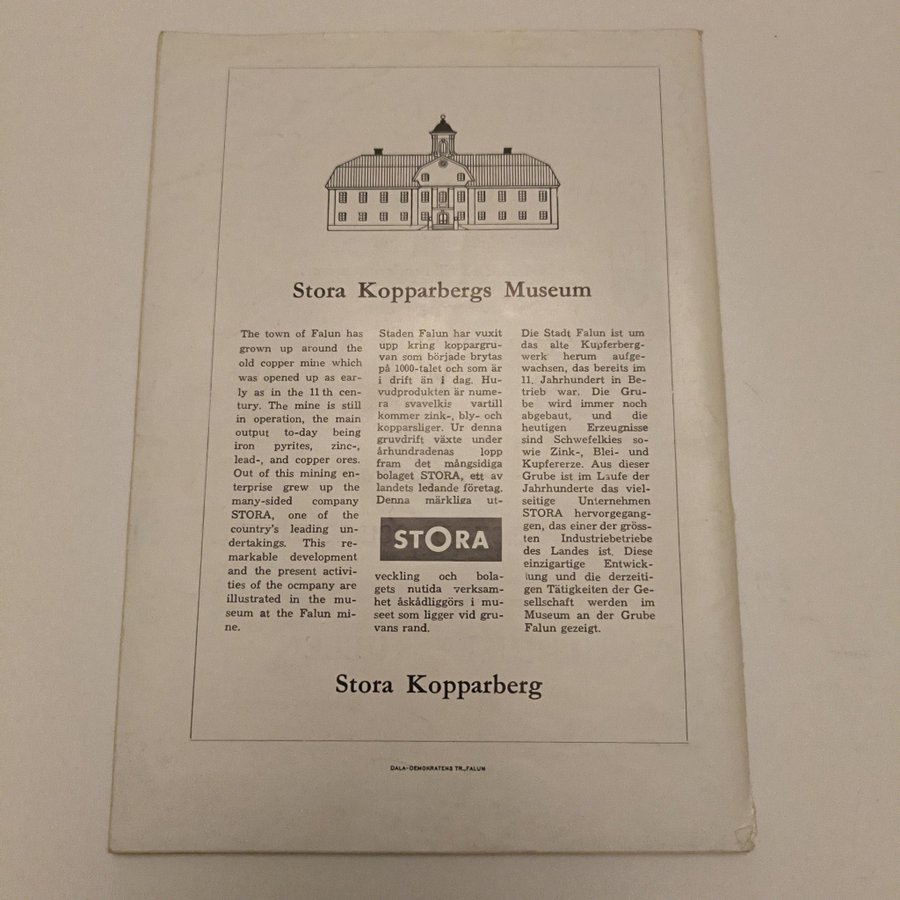 Stora Kopparbergs Museum
The town of Falun has
grown up around the
old copper mine which
was opened up as ear-
ly as in the 11th cen-
tury. The mine is still
in operation, the main
output to-day being
iron pyrites, zinc-,
lead-, and copper ores.
Out of this mining en-
terprise grew up the
many-sided company
STORA, one of the
country's leading un-
dertakings. This re-
markable development
and the present activi-
ties of the ocmpany are
illustrated in the mu-
seum at the Falun mi-
ne.
Staden Falun har vuxit
upp kring koppargru-
van som började brytas
på 1000-talet och som är
i drift än i dag. Hu-
vudprodukten är nume-
ra svavelkis vartill
kommer zink-, bly- och
kopparsliger. Ur denna
gruvdrift växte under
århundradenas lopp
fram det mångsidiga
bolaget STORA, ett av
landets ledande företag.
Denna märkliga ut-
STORA
veckling och bola-
gets nutida verksam-
het åskådliggörs i mu-
seet som ligger vid gru-
vans rand.
Die Stadt Falun ist um
das alte Kupferberg-
werk herum aufge-
wachsen, das bereits im
11. Jahrhundert in Be-
trieb war. Die Gru-
be wird immer noch
abgebaut, und die
heutigen Erzeugnisse
sind Schwefelkies so-
wie Zink-, Blei- und
Kupfererze. Aus dieser
Grube ist im Laufe der
Jahrhunderte das viel-
seitige Unternehmen
STORA hervorgegang-
gen, das einer der gröss-
ten Industriebetriebe
des Landes ist. Diese
einzigartige Entwick-
lung und die derzeiti-
gen Tätigkeiten der Ge-
sellschaft werden im
Museum an der Grube
Falun gezeigt.
Stora Kopparberg
DALA-DEMOKRATENS TR., FALUN